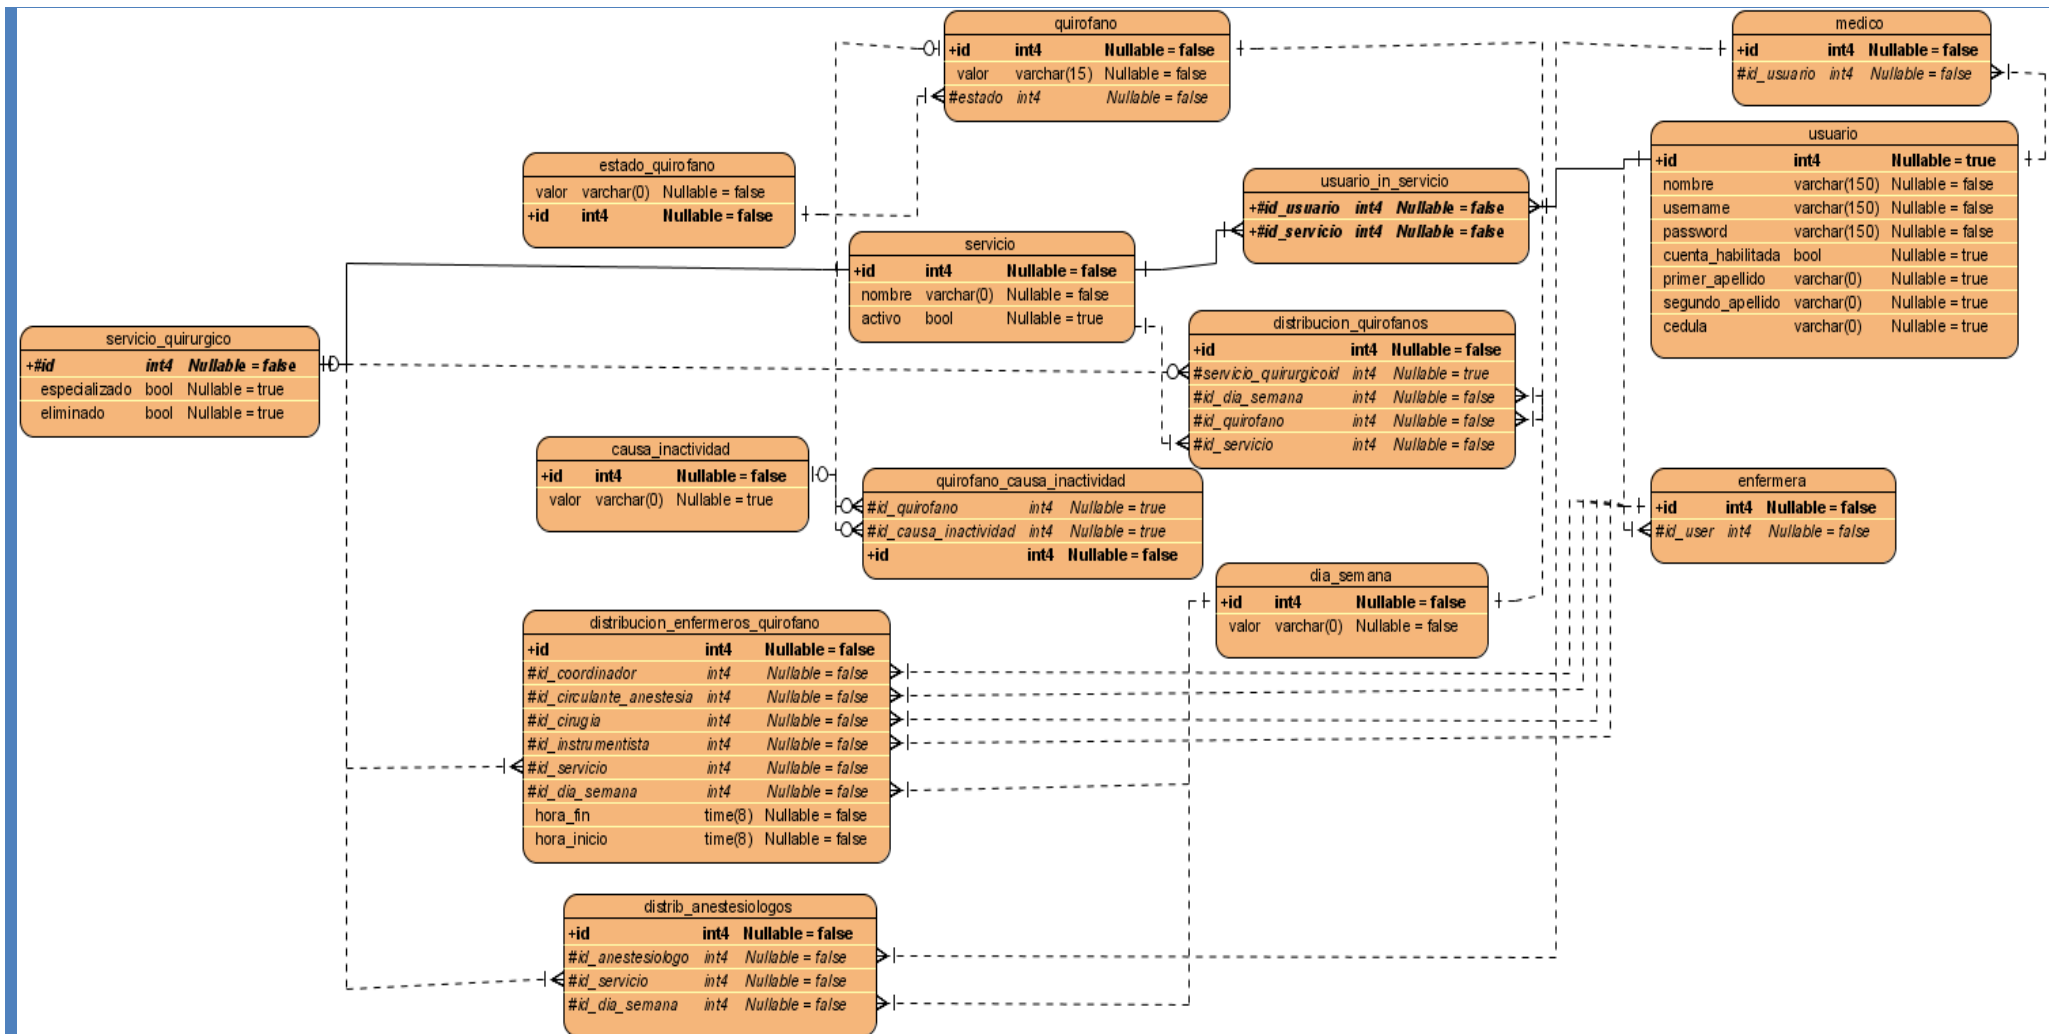 quirofano
+id int4 Nullable = false
valor varchar(15) Nullable = false
#estado int4 Nullable = false
medico
+id int4 Nullable = false
#id_usuario int4 Nullable = false
usuario
+id int4 Nullable = true
nombre varchar(150) Nullable = false
username varchar(150) Nullable = false
password varchar(150) Nullable = false
cuenta_habilitada bool Nullable = true
primer_apellido varchar(0) Nullable = true
segundo_apellido varchar(0) Nullable = true
cedula varchar(0) Nullable = true
estado_quirofano
valor varchar(0) Nullable = false
+id int4 Nullable = false
usuario_in_servicio
+#id_usuario int4 Nullable = false
+#id_servicio int4 Nullable = false
servicio
+id int4 Nullable = false
nombre varchar(0) Nullable = false
activo bool Nullable = true
servicio_quirurgico
+#id int4 Nullable = false
especializado bool Nullable = true
eliminado bool Nullable = true
distribucion_quirofanos
+id int4 Nullable = false
#servicio_quirurgicoid int4 Nullable = true
#id_dia_semana int4 Nullable = false
#id_quirofano int4 Nullable = false
#id_servicio int4 Nullable = false
causa_inactividad
+id int4 Nullable = false
valor varchar(0) Nullable = true
quirofano_causa_inactividad
#id_quirofano int4 Nullable = true
#id_causa_inactividad int4 Nullable = true
+id int4 Nullable = false
enfermera
+id int4 Nullable = false
#id_user int4 Nullable = false
dia_semana
+id int4 Nullable = false
valor varchar(0) Nullable = false
distribucion_enfermeros_quirofano
+id int4 Nullable = false
#id_coordinador int4 Nullable = false
#id_circulante_anestesia int4 Nullable = false
#id_cirugia int4 Nullable = false
#id_instrumentista int4 Nullable = false
#id_servicio int4 Nullable = false
#id_dia_semana int4 Nullable = false
hora_fin time(8) Nullable = false
hora_inicio time(8) Nullable = false
distrib_anestesiologos
+id int4 Nullable = false
#id_anestesiologo int4 Nullable = false
#id_servicio int4 Nullable = false
#id_dia_semana int4 Nullable = false